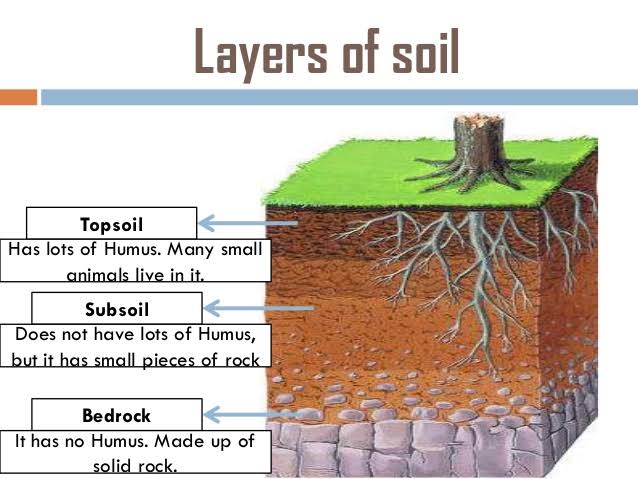 Layers of soil
Topsoil
Has lots of Humus. Many small
animals live in it.
Subsoil
Does not have lots of Humus,
but it has small pieces of rock
Bedrock
It has no Humus. Made up of
solid rock.